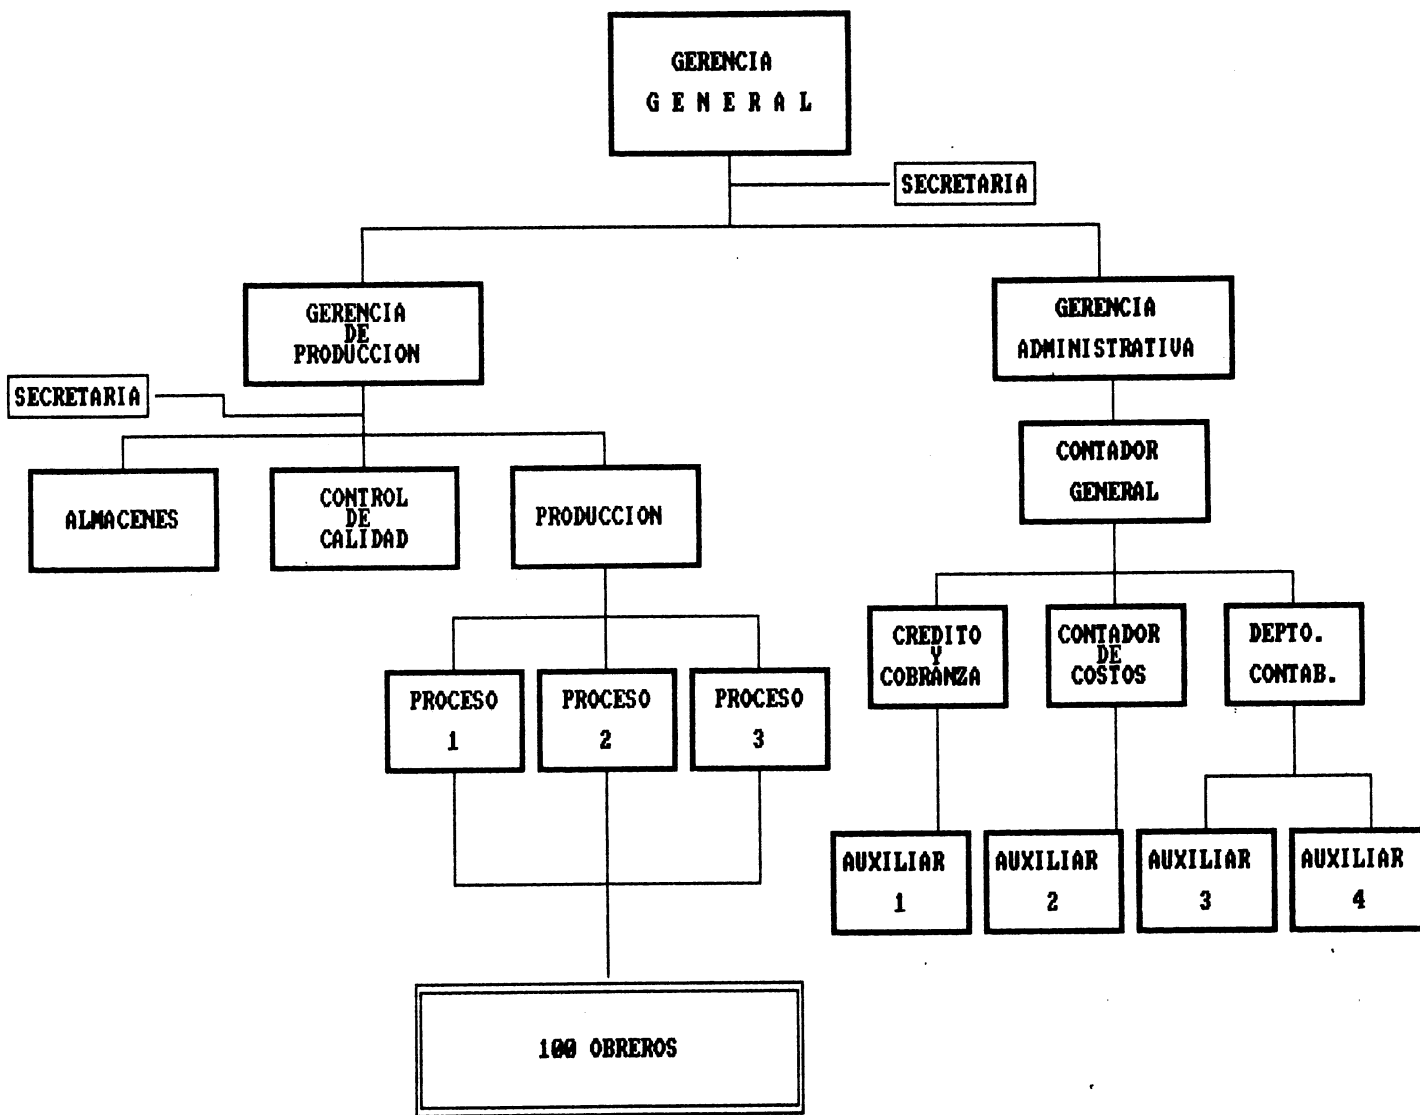 GERENCIA
G E N E R A L
SECRETARIA
GERENCIA
DE
PRODUCCION
GERENCIA
ADMINISTRATIVA
SECRETARIA
ALMACENES
CONTROL
DE
CALIDAD
PRODUCCION
CONTADOR
GENERAL
CREDITO
Y
COBRANZA
CONTADOR
DE
COSTOS
DEPTO.
CONTAB.
PROCESO
1
PROCESO
2
PROCESO
3
AUXILIAR
1
AUXILIAR
2
AUXILIAR
3
AUXILIAR
4
100 OBREROS